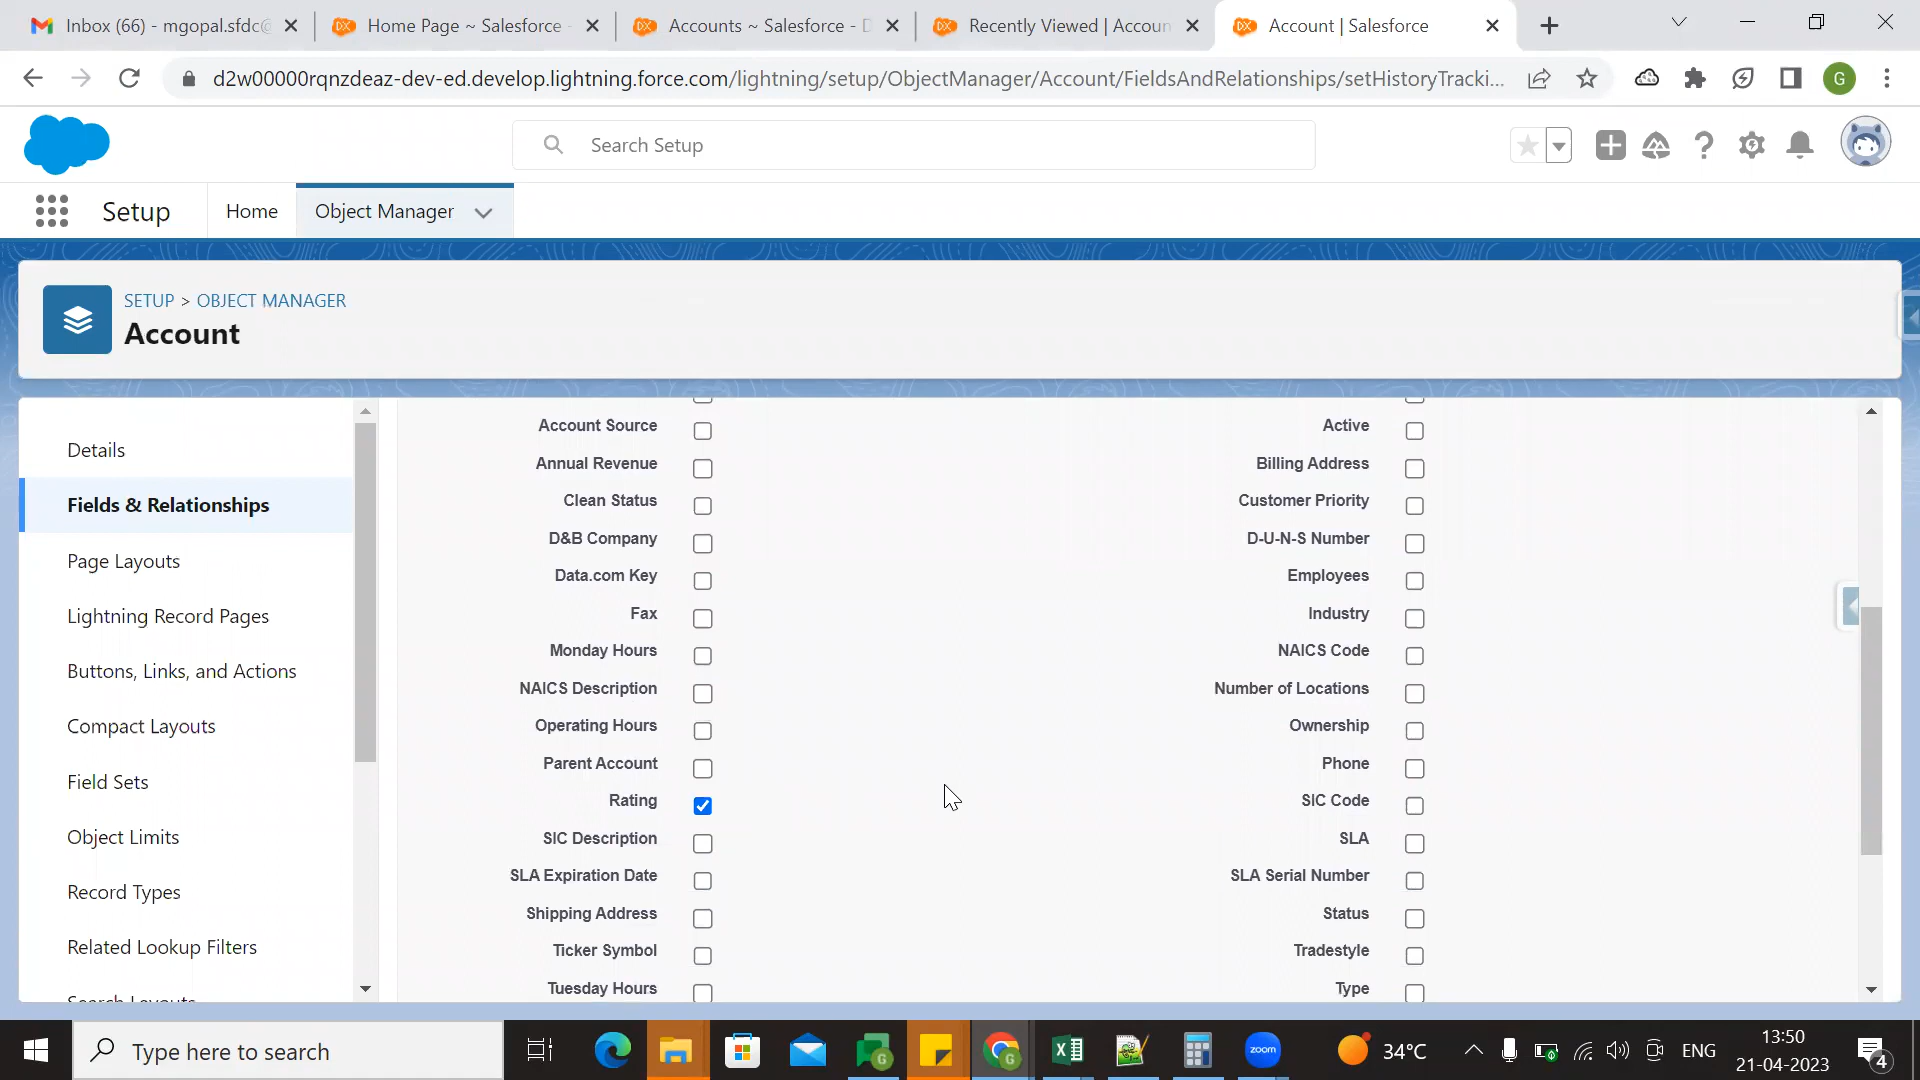 Inbox (66) - mgopal.sfdc@
Home Page ~ Salesforce -
Accounts ~ Salesforce - D
Recently Viewed | Accoun
Account | Salesforce
d2w00000rqnzdeaz-dev-ed.develop.lightning.force.com/lightning/setup/ObjectManager/Account/FieldsAndRelationships/setHistoryTracki...
G
Search Setup
Setup
Home
Object Manager
SETUP > OBJECT MANAGER
Account
Details
Fields & Relationships
Page Layouts
Lightning Record Pages
Buttons, Links, and Actions
Compact Layouts
Field Sets
Object Limits
Record Types
Related Lookup Filters
Search Layouts
Account Source
Active
Annual Revenue
Billing Address
Clean Status
Customer Priority
D&B Company
D-U-N-S Number
Data.com Key
Employees
Fax
Industry
Monday Hours
NAICS Code
NAICS Description
Number of Locations
Operating Hours
Ownership
Parent Account
Phone
Rating
SIC Code
SIC Description
SLA
SLA Expiration Date
SLA Serial Number
Shipping Address
Status
Ticker Symbol
Tradestyle
Tuesday Hours
Type
Type here to search
zoom
34°C
ENG
13:50
21-04-2023
4